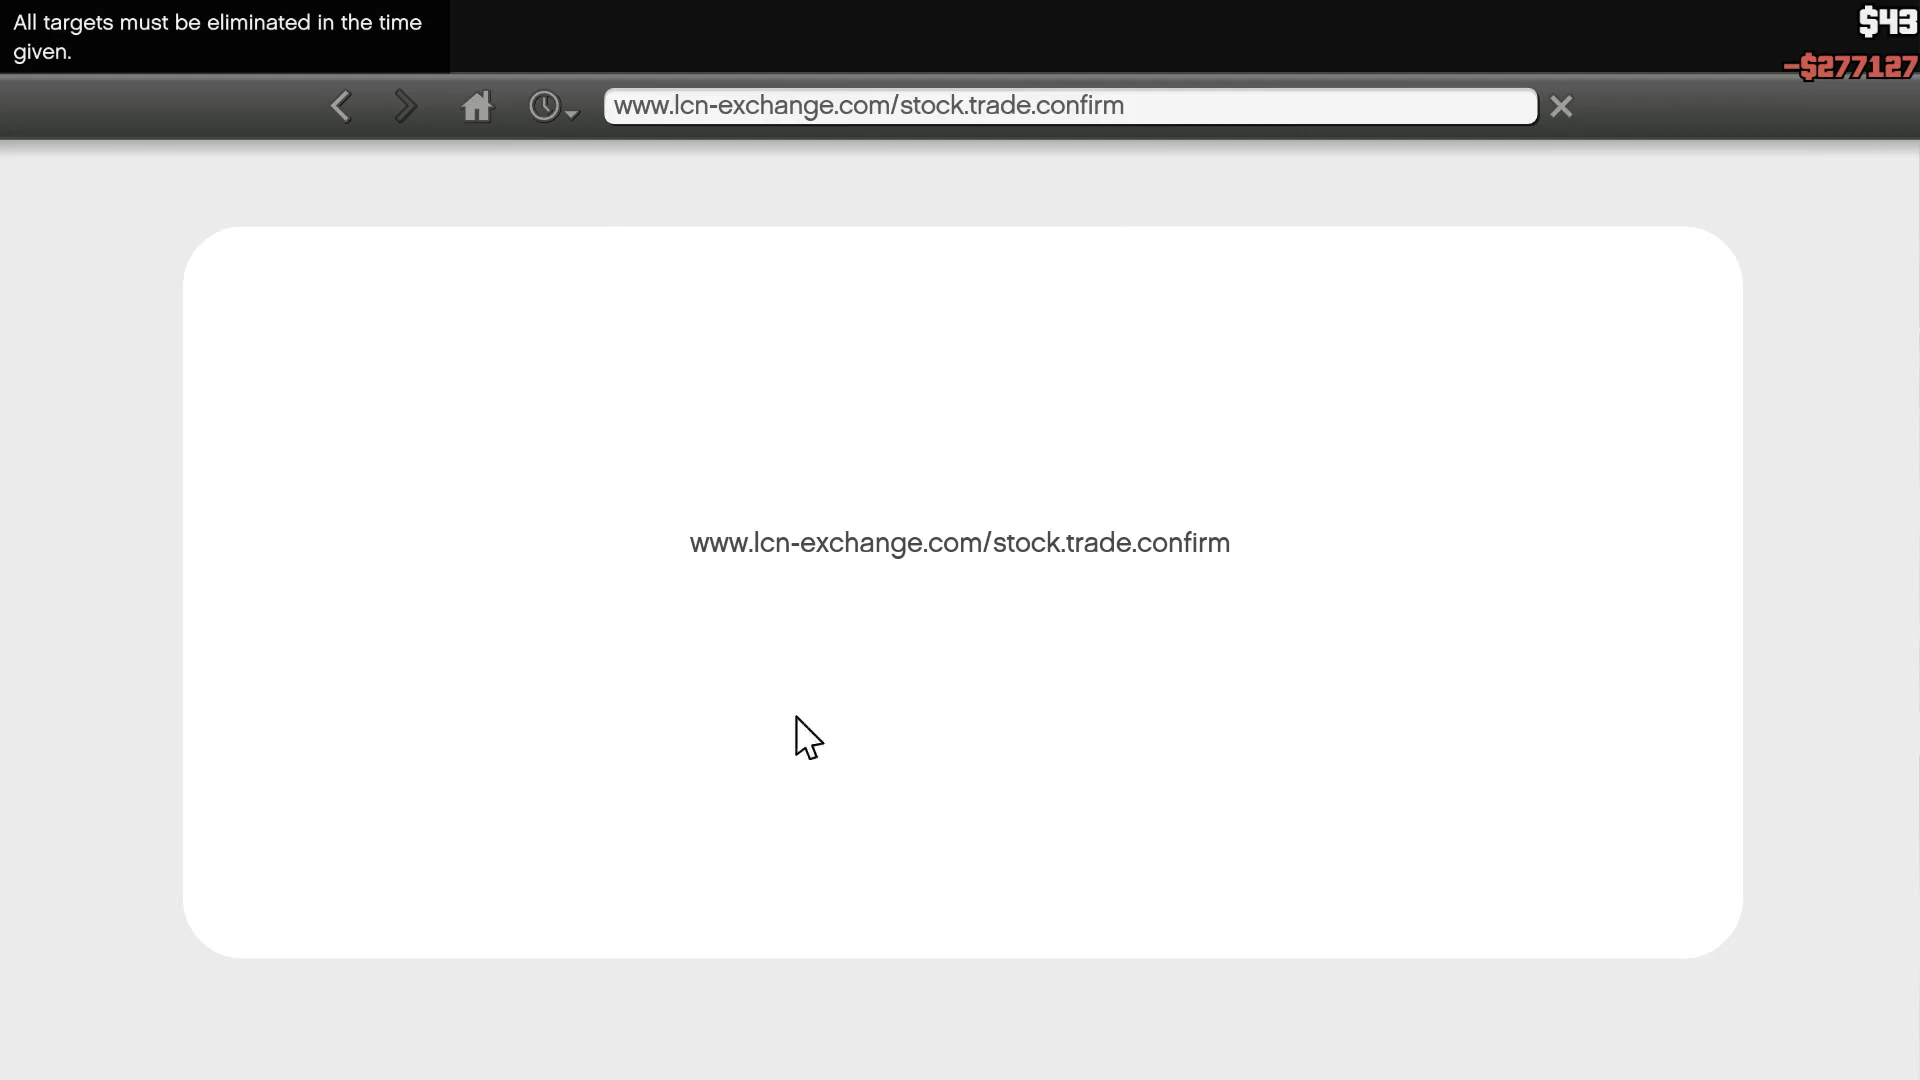 All targets must be eliminated in the time
given.
$43
-$277127
www.lcn-exchange.com/stock.trade.confirm
www.lcn-exchange.com/stock.trade.confirm